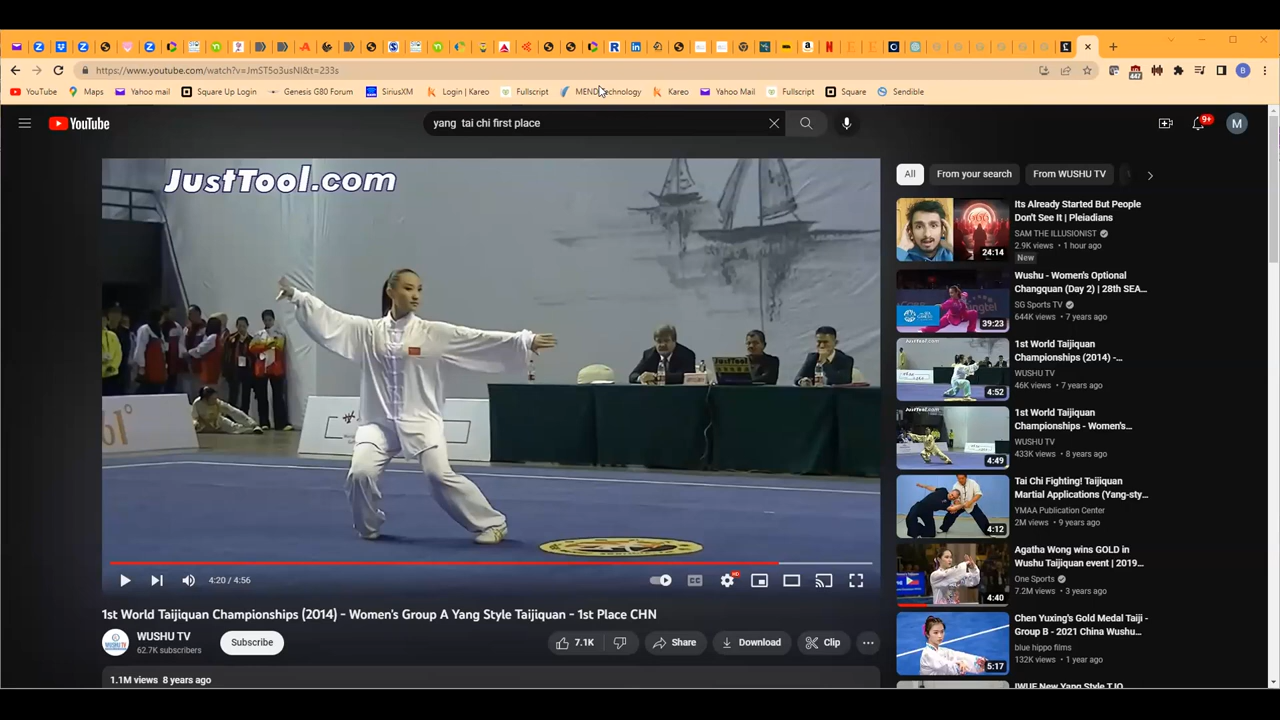 https://www.youtube.com/watch?v=JmST5o3usNI&t=233s
YouTube Maps Yahoo mail Square Up Login Genesis G80 Forum SiriusXM Login | Kareo Fullscript MEND Technology Kareo Yahoo Mail Fullscript Square Sendible
YouTube
yang tai chi first place
9+
M
JustTool.com
All From your search From WUSHU TV
Its Already Started But People
Don't See It | Pleiadians
SAM THE ILLUSIONIST
2.9K views • 1 hour ago
New
24:14
Wushu - Women's Optional
Changquan (Day 2) | 28th SEA...
SG Sports TV
644K views • 7 years ago
39:23
1st World Taijiquan
Championships (2014) -...
WUSHU TV
46K views • 7 years ago
4:52
1st World Taijiquan
Championships - Women's...
WUSHU TV
433K views • 8 years ago
4:49
Tai Chi Fighting! Taijiquan
Martial Applications (Yang-sty...
YMAA Publication Center
2M views • 9 years ago
4:12
Agatha Wong wins GOLD in
Wushu Taijiquan event | 2019...
One Sports
7.2M views • 3 years ago
4:40
Chen Yuxing's Gold Medal Taiji -
Group B - 2021 China Wushu...
blue hippo films
132K views • 1 year ago
5:17
IWUF New Yang Style TJQ
4:20 / 4:56
CC
HD
1st World Taijiquan Championships (2014) - Women's Group A Yang Style Taijiquan - 1st Place CHN
WUSHU TV
62.7K subscribers
Subscribe
7.1K
Share
Download
Clip
1.1M views 8 years ago